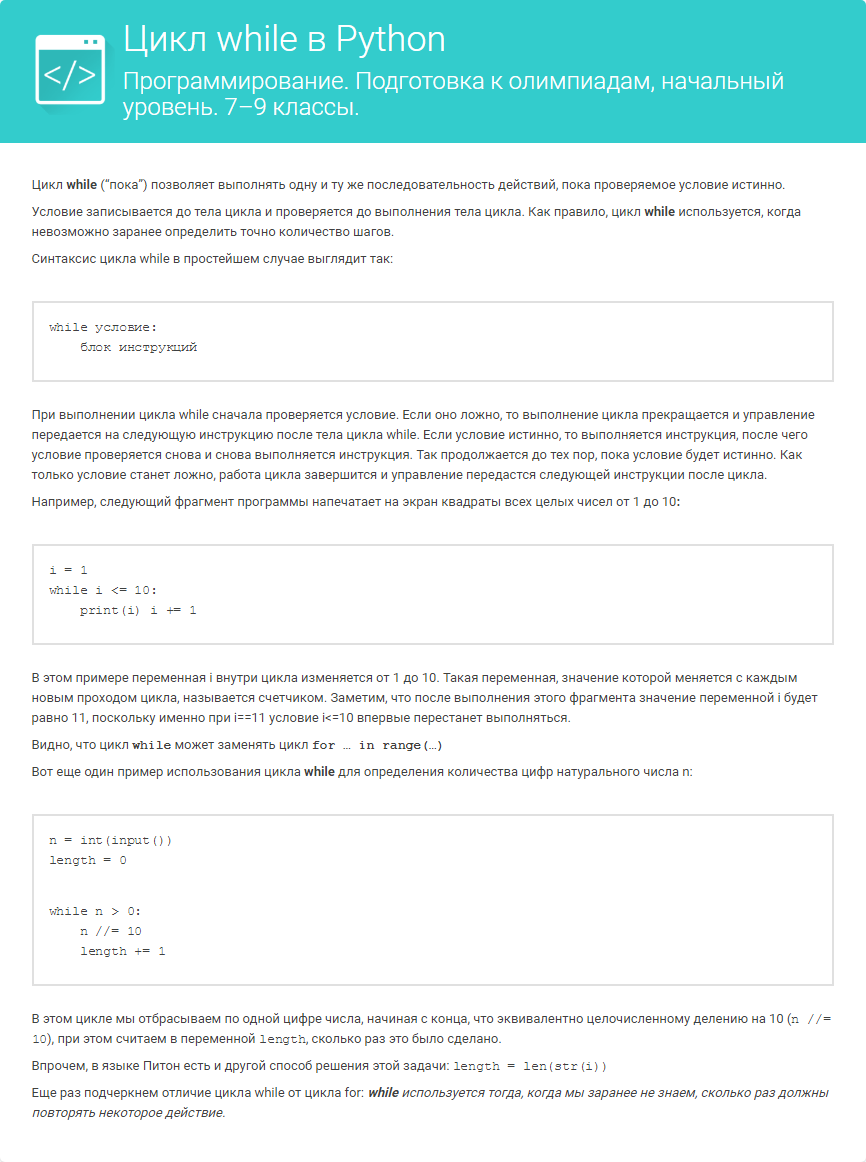 </>
Цикл while в Python
Программирование. Подготовка к олимпиадам, начальный
уровень. 7–9 классы.
Цикл while (“пока”) позволяет выполнять одну и ту же последовательность действий, пока проверяемое условие истинно.
Условие записывается до тела цикла и проверяется до выполнения тела цикла. Как правило, цикл while используется, когда
невозможно заранее определить точно количество шагов.
Синтаксис цикла while в простейшем случае выглядит так:
while условие:
    блок инструкций
При выполнении цикла while сначала проверяется условие. Если оно ложно, то выполнение цикла прекращается и управление
передается на следующую инструкцию после тела цикла while. Если условие истинно, то выполняется инструкция, после чего
условие проверяется снова и снова выполняется инструкция. Так продолжается до тех пор, пока условие будет истинно. Как
только условие станет ложно, работа цикла завершится и управление передастся следующей инструкции после цикла.
Например, следующий фрагмент программы напечатает на экран квадраты всех целых чисел от 1 до 10:
i = 1
while i <= 10:
    print(i) i += 1
В этом примере переменная i внутри цикла изменяется от 1 до 10. Такая переменная, значение которой меняется с каждым
новым проходом цикла, называется счетчиком. Заметим, что после выполнения этого фрагмента значение переменной i будет
равно 11, поскольку именно при i==11 условие i<=10 впервые перестанет выполняться.
Видно, что цикл while может заменять цикл for … in range(…)
Вот еще один пример использования цикла while для определения количества цифр натурального числа n:
n = int(input())
length = 0
while n > 0:
    n //= 10
    length += 1
В этом цикле мы отбрасываем по одной цифре числа, начиная с конца, что эквивалентно целочисленному делению на 10 (n //=
10), при этом считаем в переменной length, сколько раз это было сделано.
Впрочем, в языке Питон есть и другой способ решения этой задачи: length = len(str(i))
Еще раз подчеркнем отличие цикла while от цикла for: while используется тогда, когда мы заранее не знаем, сколько раз должны
повторять некоторое действие.